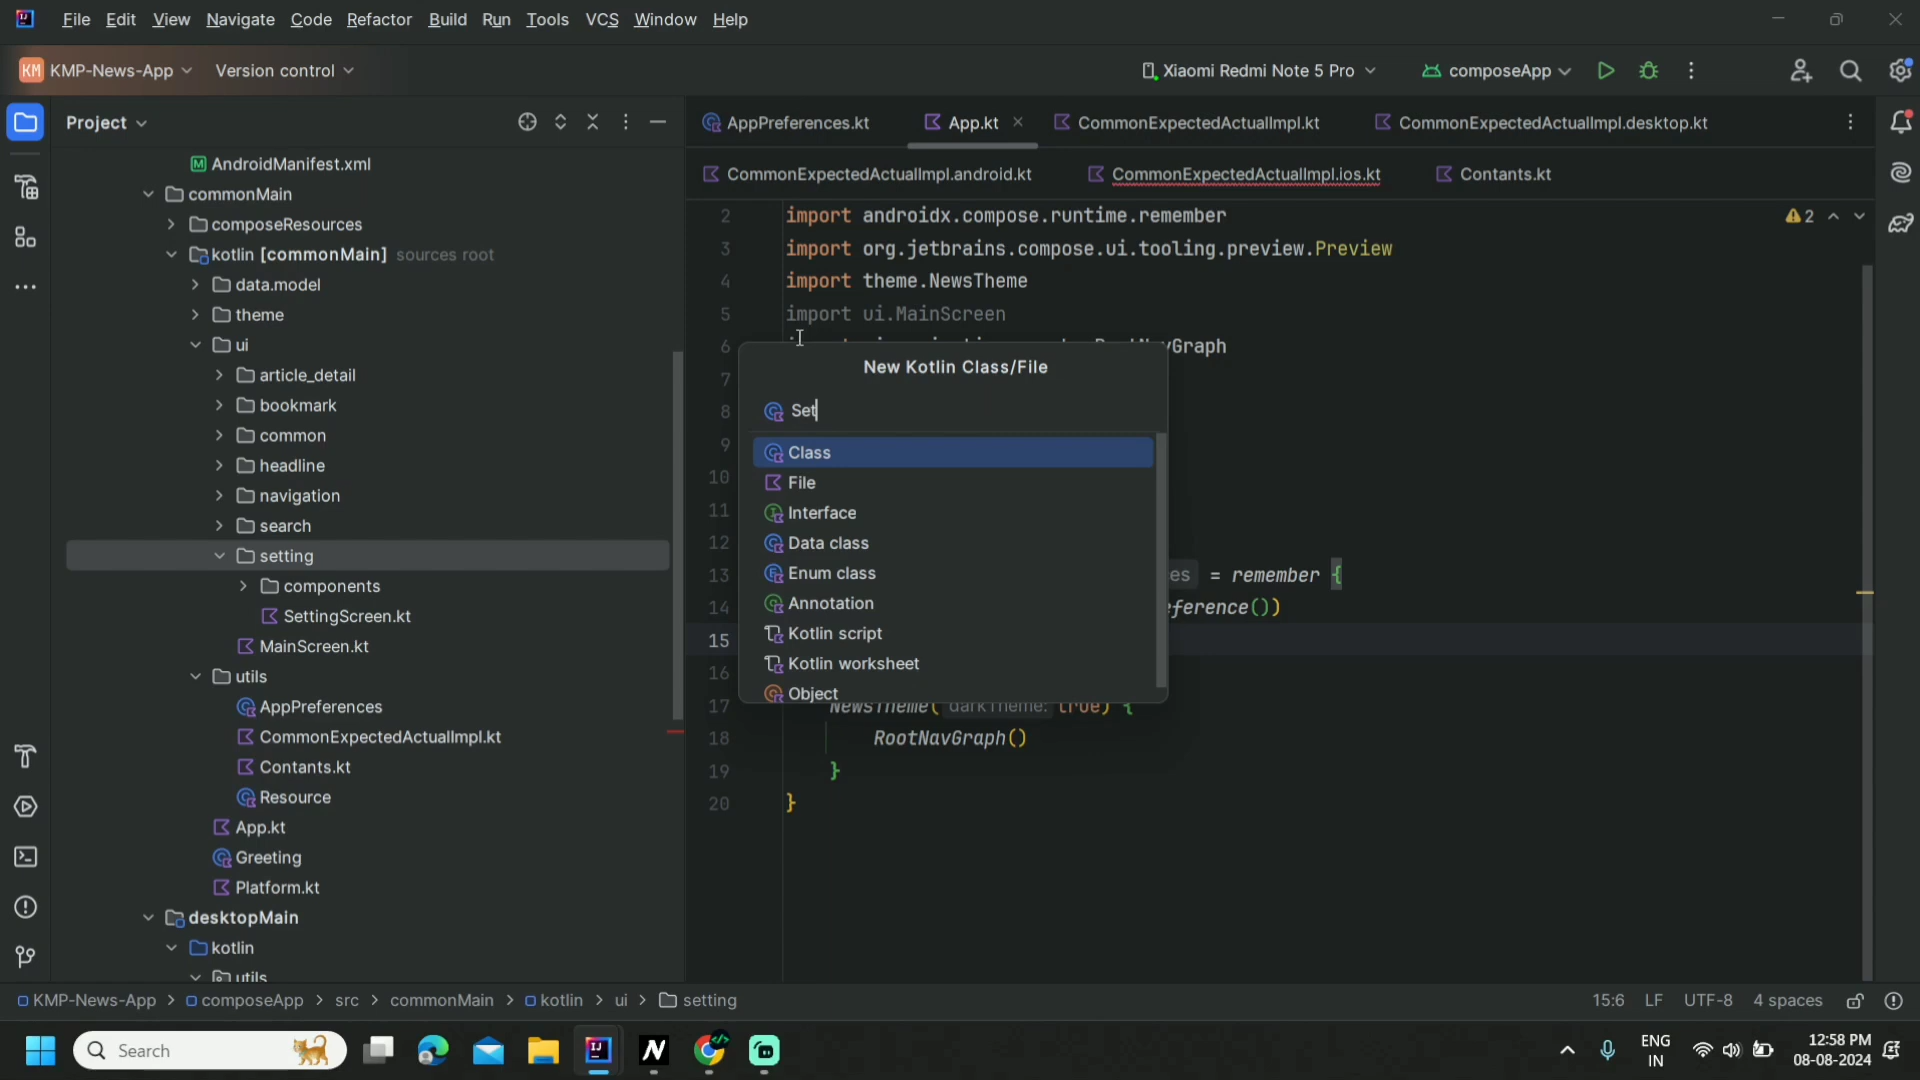 File Edit View Navigate Code Refactor Build Run Tools VCS Window Help
KM KMP-News-App Version control Xiaomi Redmi Note 5 Pro composeApp
Project
AppPreferences.kt App.kt CommonExpectedActualImpl.kt CommonExpectedActualImpl.desktop.kt
CommonExpectedActualImpl.android.kt CommonExpectedActualImpl.ios.kt Contants.kt
AndroidManifest.xml
commonMain
composeResources
kotlin [commonMain] sources root
data.model
theme
ui
article_detail
bookmark
common
headline
navigation
search
setting
components
SettingScreen.kt
MainScreen.kt
utils
AppPreferences
CommonExpectedActualImpl.kt
Contants.kt
Resource
App.kt
Greeting
Platform.kt
desktopMain
kotlin
utils
2 import androidx.compose.runtime.remember
2
3 import org.jetbrains.compose.ui.tooling.preview.Preview
4 import theme.NewsTheme
5 import ui.MainScreen
6 Graph
7
8
9
10
11
12
13 es = remember {
14 ference())
15
16
17 NewsTheme( darkTheme: true) {
18 RootNavGraph()
19 }
20 }
New Kotlin Class/File
Set
Class
File
Interface
Data class
Enum class
Annotation
Kotlin script
Kotlin worksheet
Object
KMP-News-App > composeApp > src > commonMain > kotlin > ui > setting
15:6 LF UTF-8 4 spaces
Search
ENG
IN
12:58 PM
08-08-2024